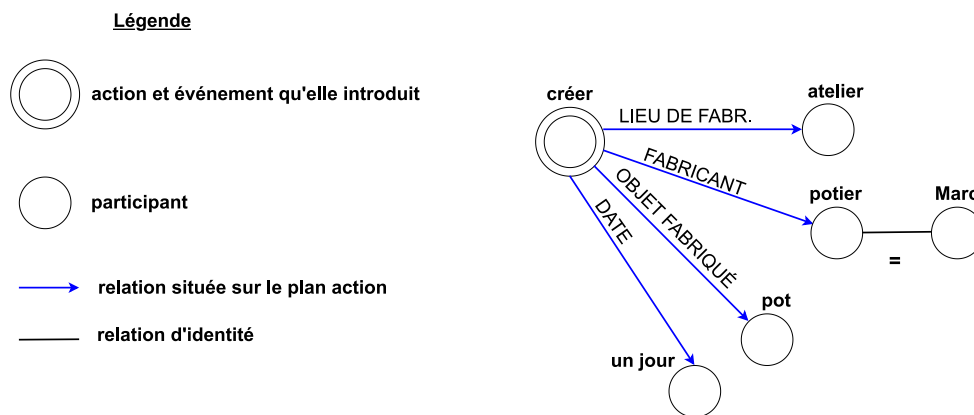 Légende
action et événement qu'elle introduit
participant
relation située sur le plan action
relation d'identité
créer
atelier
LIEU DE FABR.
FABRICANT
potier
Marc
=
OBJET FABRIQUÉ
DATE
pot
un jour